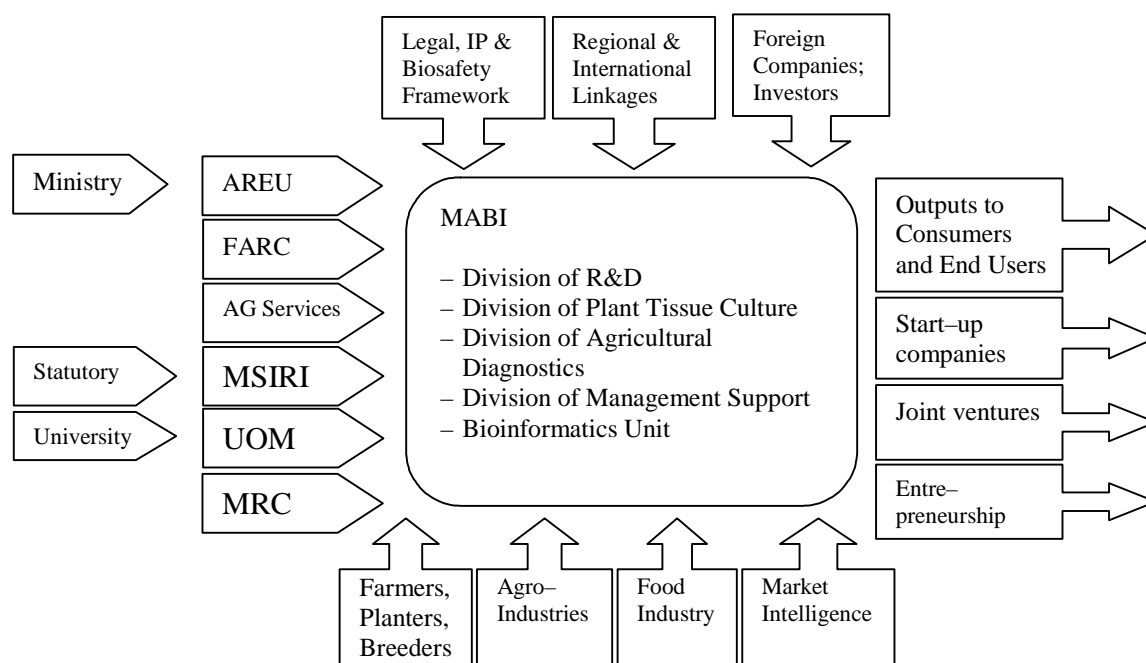 Legal, IP &
Biosafety
Framework
Regional &
International
Linkages
Foreign
Companies;
Investors
Ministry
AREU
FARC
AG Services
Statutory
MSIRI
University
UOM
MRC
MABI
– Division of R&D
– Division of Plant Tissue Culture
– Division of Agricultural
Diagnostics
– Division of Management Support
– Bioinformatics Unit
Outputs to
Consumers
and End Users
Start–up
companies
Joint ventures
Entre–
preneurship
Farmers,
Planters,
Breeders
Agro–
Industries
Food
Industry
Market
Intelligence